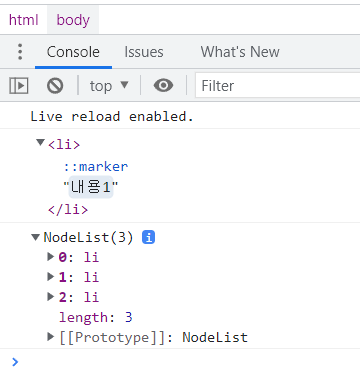 html body
Console Issues What's New
top Filter
Live reload enabled.
<li>
::marker
"내용1"
</li>
NodeList(3) i
0: li
1: li
2: li
length: 3
[[Prototype]]: NodeList